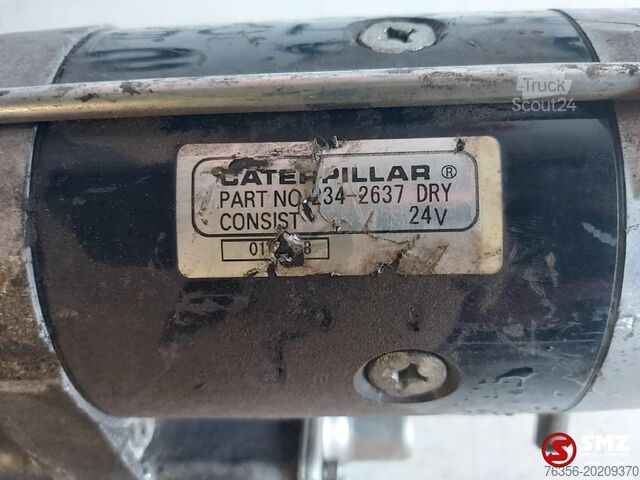 Truck
Scout24
CATERPILLAR ®
PART NO 234-2637 DRY
CONSIST 24V
SMZ
76356-20209370